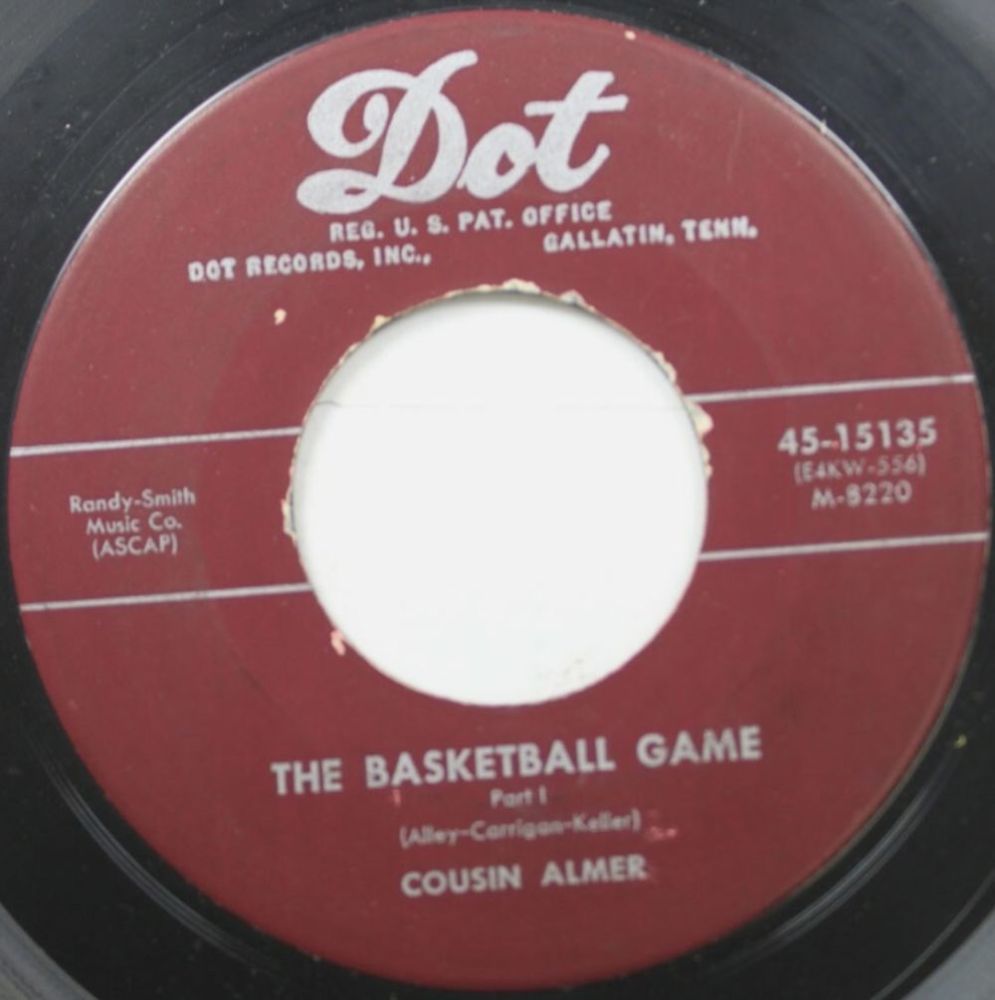 Dot
REG. U. S. PAT. OFFICE
DOT RECORDS, INC., GALLATIN, TENN.
Randy-Smith
Music Co.
(ASCAP)
45-15135
(E4KW-556)
M-8220
THE BASKETBALL GAME
Part I
(Alley-Carrigan-Keller)
COUSIN ALMER